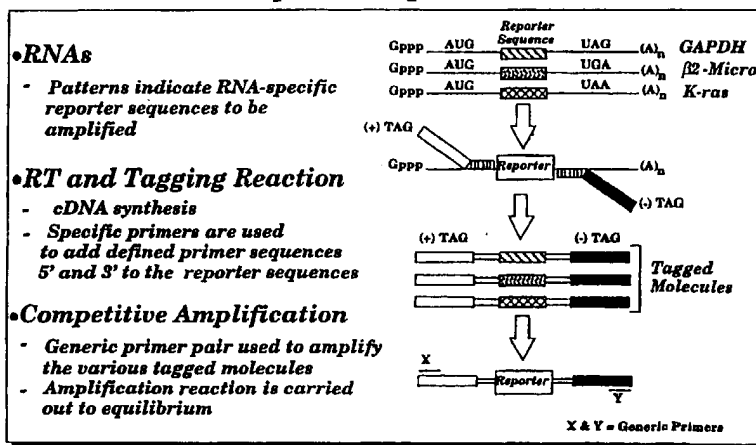 •RNAs
- Patterns indicate RNA-specific
reporter sequences to be
amplified
•RT and Tagging Reaction
- cDNA synthesis
- Specific primers are used
to add defined primer sequences
5' and 3' to the reporter sequences
•Competitive Amplification
- Generic primer pair used to amplify
the various tagged molecules
- Amplification reaction is carried
out to equilibrium
Reporter
Sequence
Gppp AUG UAG (A)n GAPDH
Gppp AUG UGA (A)n β2-Micro
Gppp AUG UAA (A)n K-ras
(+) TAG
Gppp Reporter (A)n
(-) TAG
(+) TAG (-) TAG
Tagged
Molecules
X
Reporter
Y
X & Y = Generic Primers